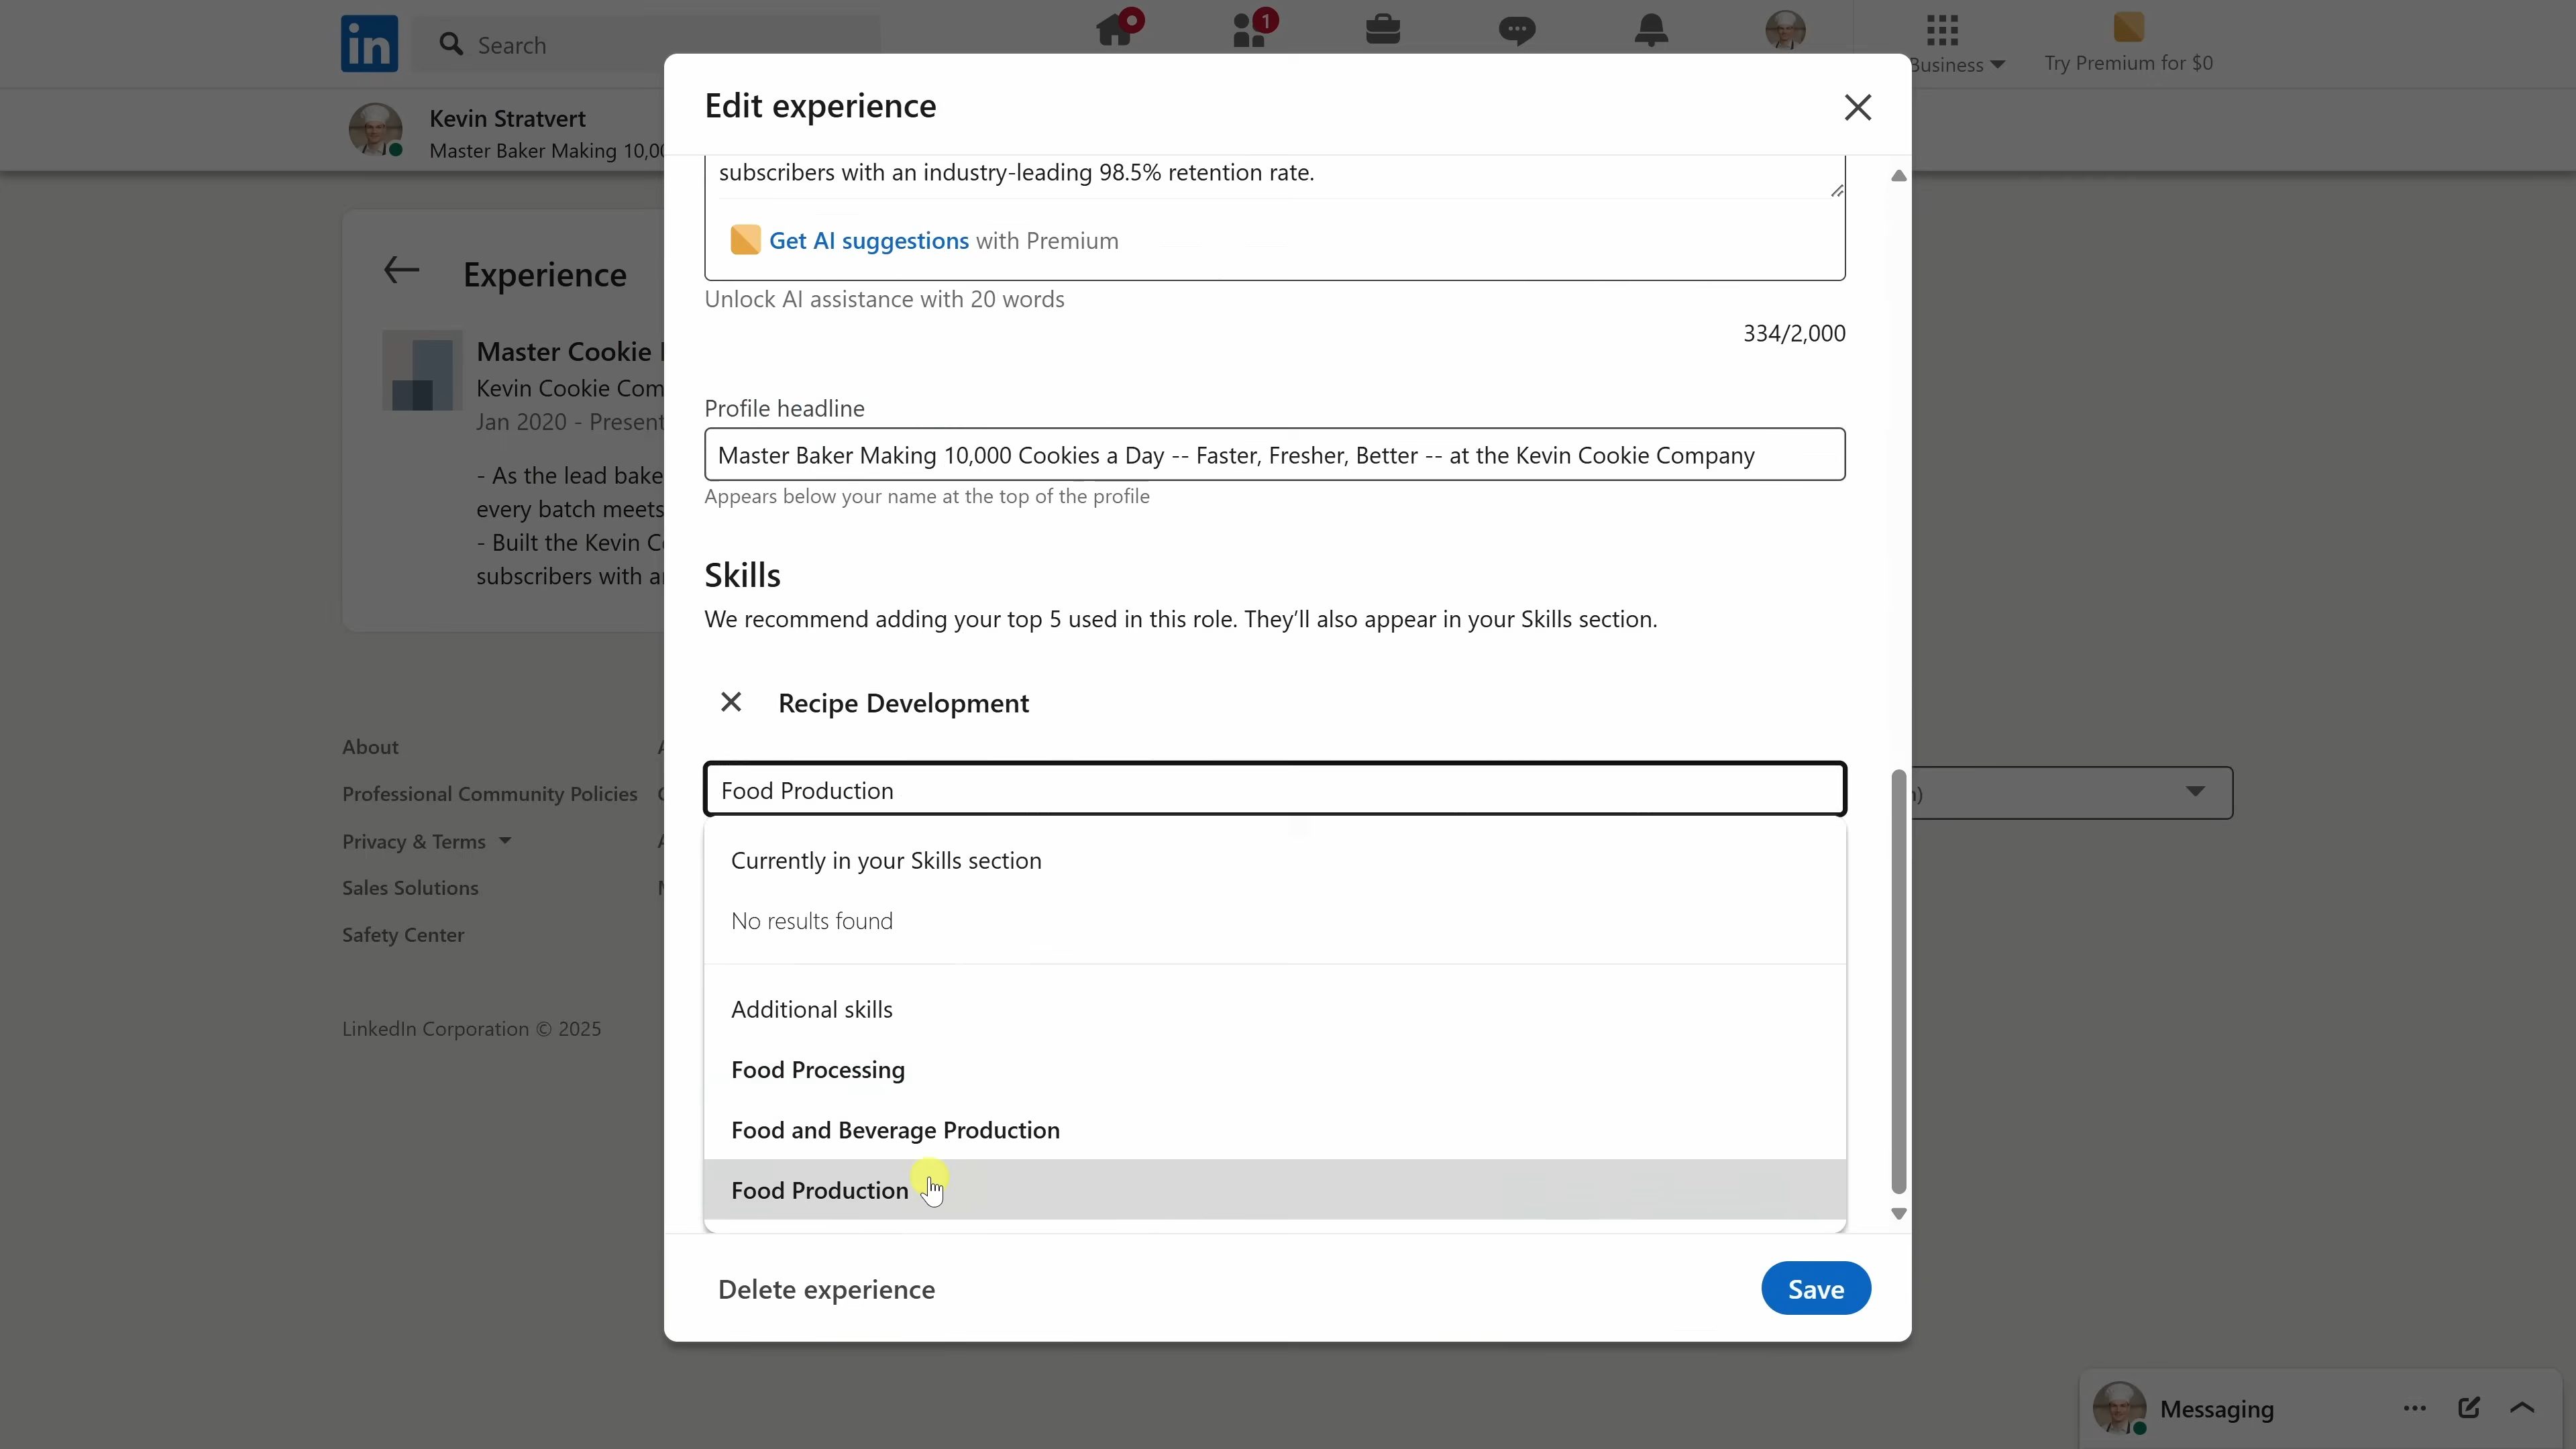 in
Search
1
Business
Try Premium for $0
Kevin Stratvert
Master Baker Making 10,00
Experience
Master Cookie
Kevin Cookie Com
Jan 2020 - Present
- As the lead bake
every batch meets
- Built the Kevin C
subscribers with a
About
Professional Community Policies
Privacy & Terms
Sales Solutions
Safety Center
LinkedIn Corporation © 2025
Edit experience
subscribers with an industry-leading 98.5% retention rate.
Get AI suggestions with Premium
Unlock AI assistance with 20 words
334/2,000
Profile headline
Master Baker Making 10,000 Cookies a Day -- Faster, Fresher, Better -- at the Kevin Cookie Company
Appears below your name at the top of the profile
Skills
We recommend adding your top 5 used in this role. They'll also appear in your Skills section.
Recipe Development
Food Production
Currently in your Skills section
No results found
Additional skills
Food Processing
Food and Beverage Production
Food Production
Delete experience
Save
Messaging